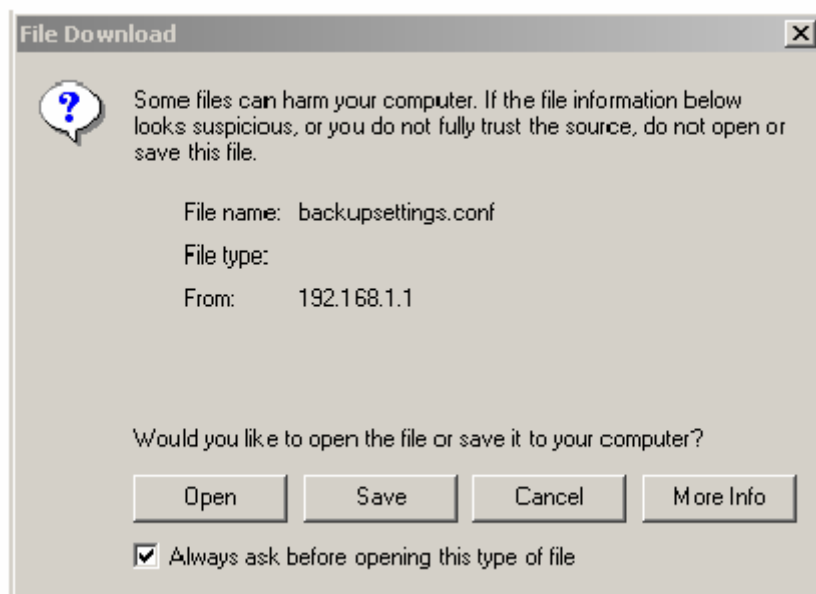 File Download
Some files can harm your computer. If the file information below
looks suspicious, or you do not fully trust the source, do not open or
save this file.
File name: backupsettings.conf
File type:
From: 192.168.1.1
Would you like to open the file or save it to your computer?
Open Save Cancel More Info
Always ask before opening this type of file